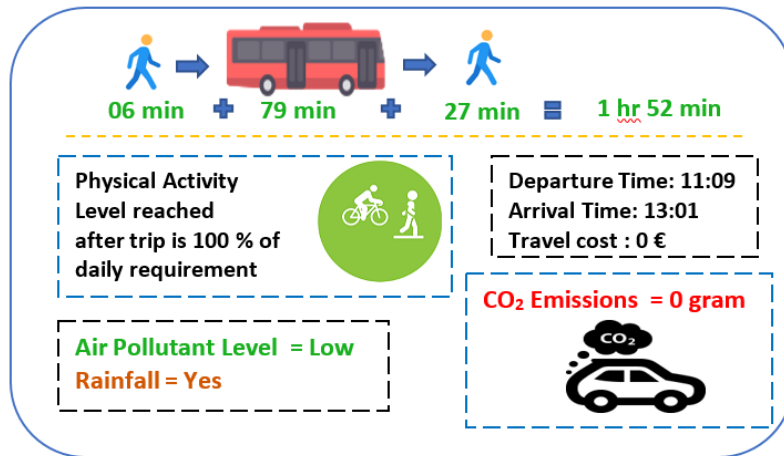 06 min + 79 min + 27 min = 1 hr 52 min
Physical Activity
Level reached
after trip is 100 % of
daily requirement
Departure Time: 11:09
Arrival Time: 13:01
Travel cost : 0 €
CO₂ Emissions = 0 gram
CO₂
Air Pollutant Level = Low
Rainfall = Yes